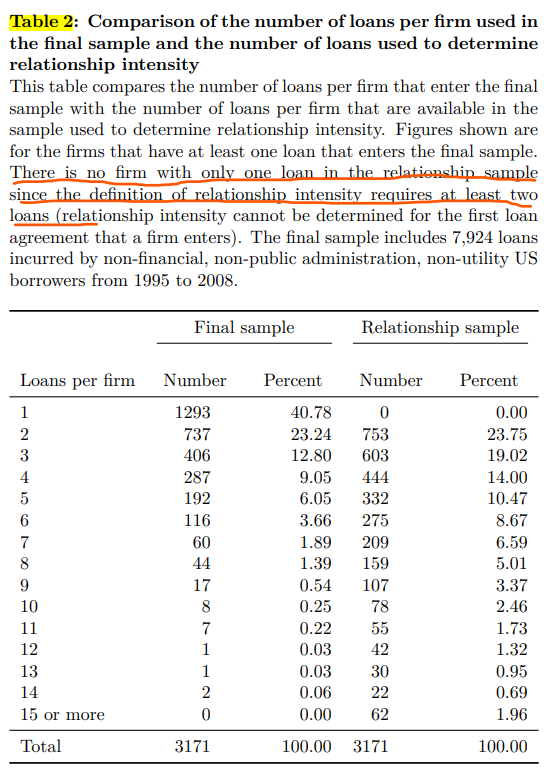 Table 2: Comparison of the number of loans per firm used in
the final sample and the number of loans used to determine
relationship intensity
This table compares the number of loans per firm that enter the final
sample with the number of loans per firm that are available in the
sample used to determine relationship intensity. Figures shown are
for the firms that have at least one loan that enters the final sample.
There is no firm with only one loan in the relationship sample
since the definition of relationship intensity requires at least two
loans (relationship intensity cannot be determined for the first loan
agreement that a firm enters). The final sample includes 7,924 loans
incurred by non-financial, non-public administration, non-utility US
borrowers from 1995 to 2008.
Final sample Relationship sample
Loans per firm Number Percent Number Percent
1 1293 40.78 0 0.00
2 737 23.24 753 23.75
3 406 12.80 603 19.02
4 287 9.05 444 14.00
5 192 6.05 332 10.47
6 116 3.66 275 8.67
7 60 1.89 209 6.59
8 44 1.39 159 5.01
9 17 0.54 107 3.37
10 8 0.25 78 2.46
11 7 0.22 55 1.73
12 1 0.03 42 1.32
13 1 0.03 30 0.95
14 2 0.06 22 0.69
15 or more 0 0.00 62 1.96
Total 3171 100.00 3171 100.00